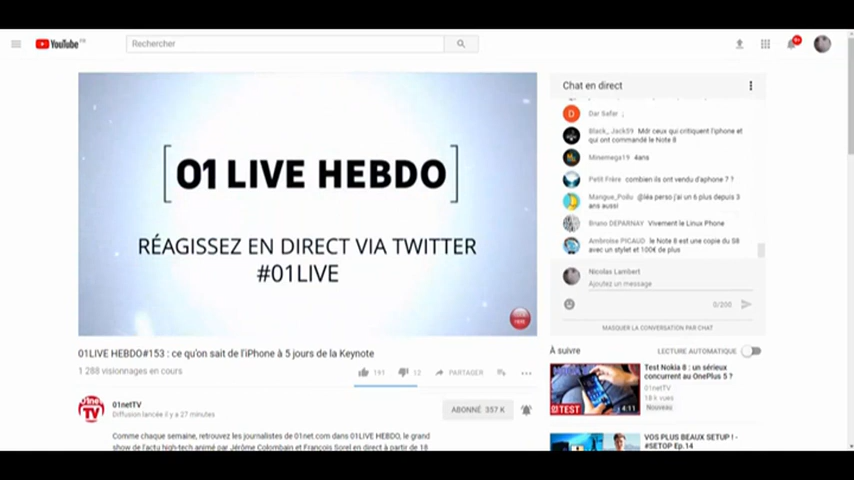 YouTube FR
Rechercher
9+
[01 LIVE HEBDO]
RÉAGISSEZ EN DIRECT VIA TWITTER
#01LIVE
Chat en direct
Dar Safer ;
Black_ Jack59 Mdr ceux qui critiquent l'iphone et
qui ont commandé le Note 8
Minemega19 4ans
Petit Frère combien ils ont vendu d'aphone 7 ?
Mangue_Poêu @léa perso j'ai un 6 plus depuis 3
ans aussi
Bruno DEPARNAY Vivement le Linux Phone
Ambroise PICAUD le Note 8 est une copie du S8
avec un stylet et 100€ de plus
Nicolas Lambert
Ajoutez un message
0/200
MASQUER LA CONVERSATION PAR CHAT
01LIVE HEBDO#153 : ce qu'on sait de l'iPhone à 5 jours de la Keynote
1 288 visionnages en cours
191
12
PARTAGER
01net TV
01netTV
Diffusion lancée il y a 27 minutes
ABONNÉ 357 K
Comme chaque semaine, retrouvez les journalistes de 01net.com dans 01LIVE HEBDO, le grand
show de l'actu high-tech animé par Jérôme Colombain et François Sorel en direct à partir de 18
À suivre
LECTURE AUTOMATIQUE
TEST
4:11
Test Nokia 8 : un sérieux
concurrent au OnePlus 5 ?
01netTV
18 k vues
Nouveau
VOS PLUS BEAUX SETUP ! -
#SETOP Ep.14